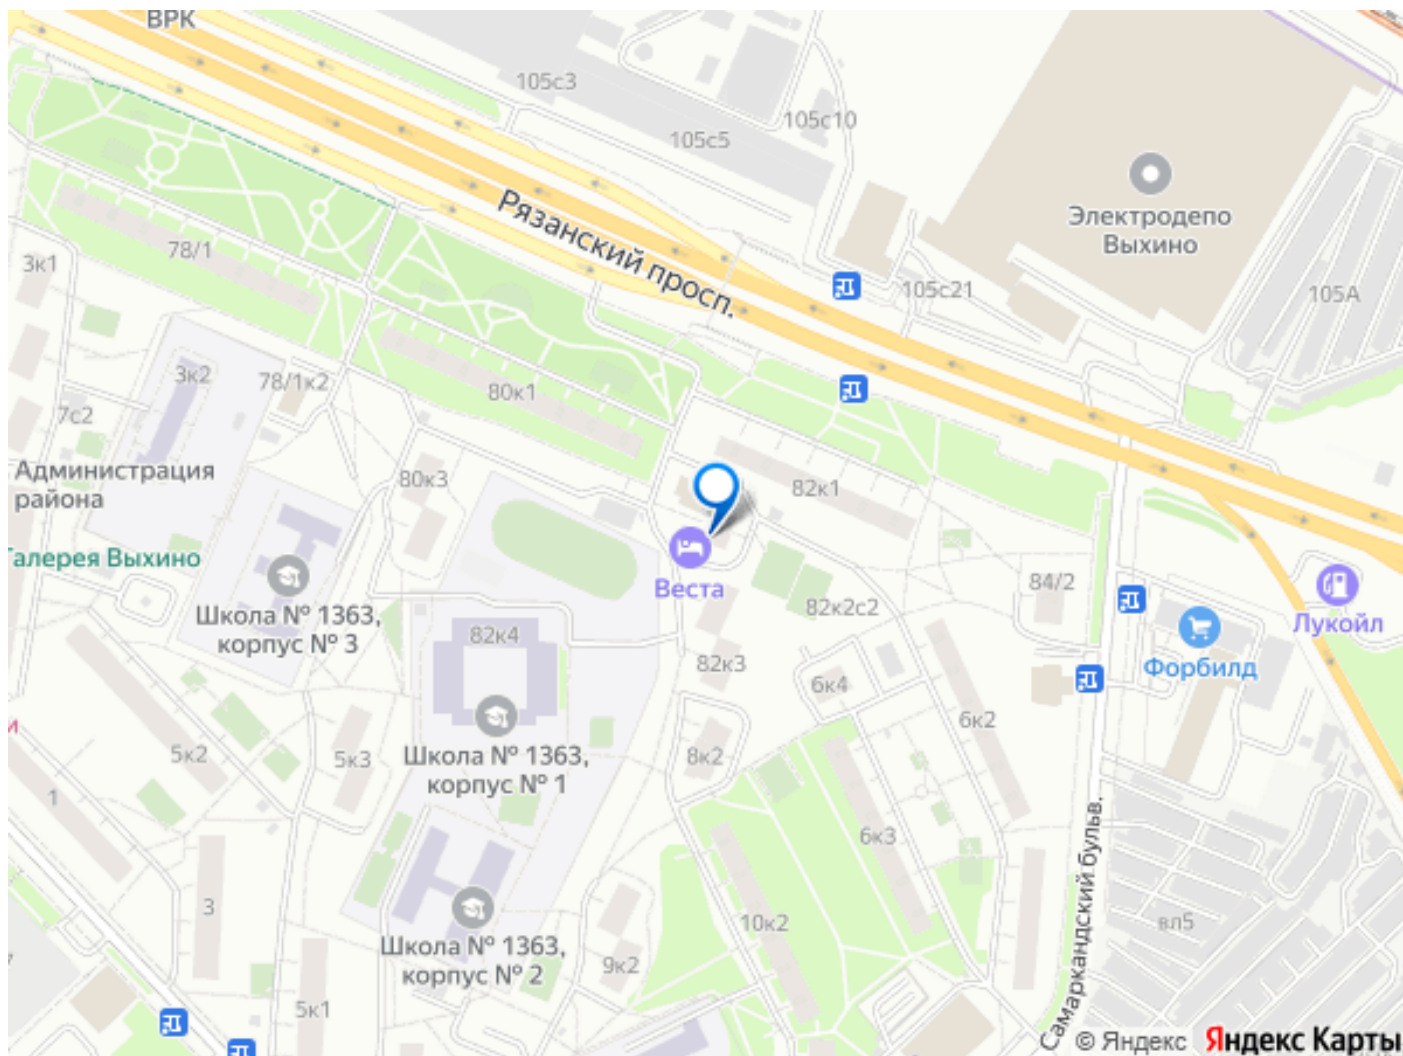 ВРК
105с3
105с10
105с5
Рязанский просп.
Электродепо
Выхино
78/1
3к1
105с21
105А
3к2
78/1к2
80к1
7с2
Администрация
района
80к3
82к1
алерея Выхино
Веста
Школа № 1363,
корпус № 3
82к4
82к2с2
84/2
Лукойл
Форбилд
82к3
6к4
6к2
и
5к2
5к3
8к2
Школа № 1363,
корпус № 1
1
6к3
Самаркандский бульв.
3
10к2
вл5
Школа № 1363,
корпус № 2
9к2
5к1
© Яндекс Яндекс Карты